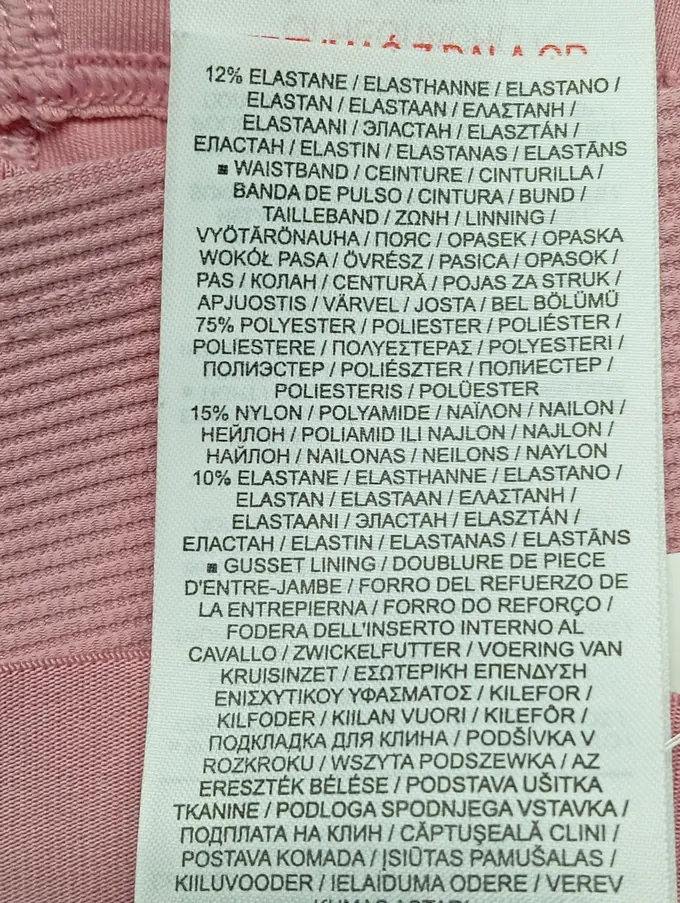 12% ELASTANE / ELASTHANNE / ELASTANO /
ELASTAN / ELASTAAN / ΕΛΑΣΤΑΝΗ /
ELASTAANI / ЭЛАСТАН / ELASZTÁN /
ЕЛАСТАН / ELASTIN / ELASTANAS / ELASTĀNS
▪ WAISTBAND / CEINTURE / CINTURILLA /
BANDA DE PULSO / CINTURA / BUND /
TAILLEBAND / ΖΩΝΗ / LINNING /
VYÖTÄRÖNAUHA / ПОЯС / OPASEK / OPASKA
WOKÓŁ PASA / ÖVRÉSZ / PASICA / OPASOK /
PAS / КОЛАН / CENTURĂ / POJAS ZA STRUK /
APJUOSTIS / VÄRVEL / JOSTA / BEL BÖLÜMÜ
75% POLYESTER / POLIESTER / POLIÉSTER /
POLIESTERE / ΠΟΛΥΕΣΤΕΡΑΣ / POLYESTERI /
ПОЛИЭСТЕР / POLIÉSZTER / ПОЛИЕСТЕР /
POLIESTERIS / POLÜESTER
15% NYLON / POLYAMIDE / ΝΑΪΛΟΝ / NAILON /
НЕЙЛОН / POLIAMID ILI NAJLON / NAJLON /
НАЙЛОН / NAILONAS / NEILONS / NAYLON
10% ELASTANE / ELASTHANNE / ELASTANO /
ELASTAN / ELASTAAN / ΕΛΑΣΤΑΝΗ /
ELASTAANI / ЭЛАСТАН / ELASZTÁN /
ЕЛАСТАН / ELASTIN / ELASTANAS / ELASTĀNS
▪ GUSSET LINING / DOUBLURE DE PIECE
D'ENTRE-JAMBE / FORRO DEL REFUERZO DE
LA ENTREPIERNA / FORRO DO REFORÇO /
FODERA DELL'INSERTO INTERNO AL
CAVALLO / ZWICKELFUTTER / VOERING VAN
KRUISINZET / ΕΣΩΤΕΡΙΚΗ ΕΠΕΝΔΥΣΗ
ΕΝΙΣΧΥΤΙΚΟΥ ΥΦΑΣΜΑΤΟΣ / KILEFOR /
KILFODER / KIILAN VUORI / KILEFÔR /
ПОДКЛАДКА ДЛЯ КЛИНА / PODŠÍVKA V
ROZKROKU / WSZYTA PODSZEWKA / AZ
ERESZTÉK BÉLÉSE / PODSTAVA UŠITKA
TKANINE / PODLOGA SPODNJEGA VSTAVKA /
ПОДПЛАТА НА КЛИН / CĂPTUŞEALĂ CLINI /
POSTAVA KOMADA / ĮSIŪTAS PAMUŠALAS /
KIILUVOODER / IELAIDUMA ODERE / VEREV